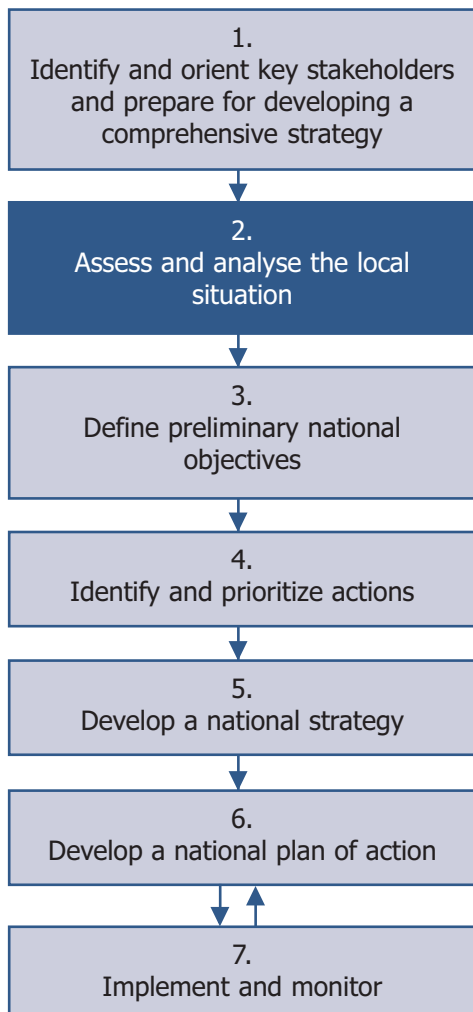 1.
Identify and orient key stakeholders
and prepare for developing a
comprehensive strategy
2.
Assess and analyse the local
situation
3.
Define preliminary national
objectives
4.
Identify and prioritize actions
5.
Develop a national strategy
6.
Develop a national plan of action
7.
Implement and monitor